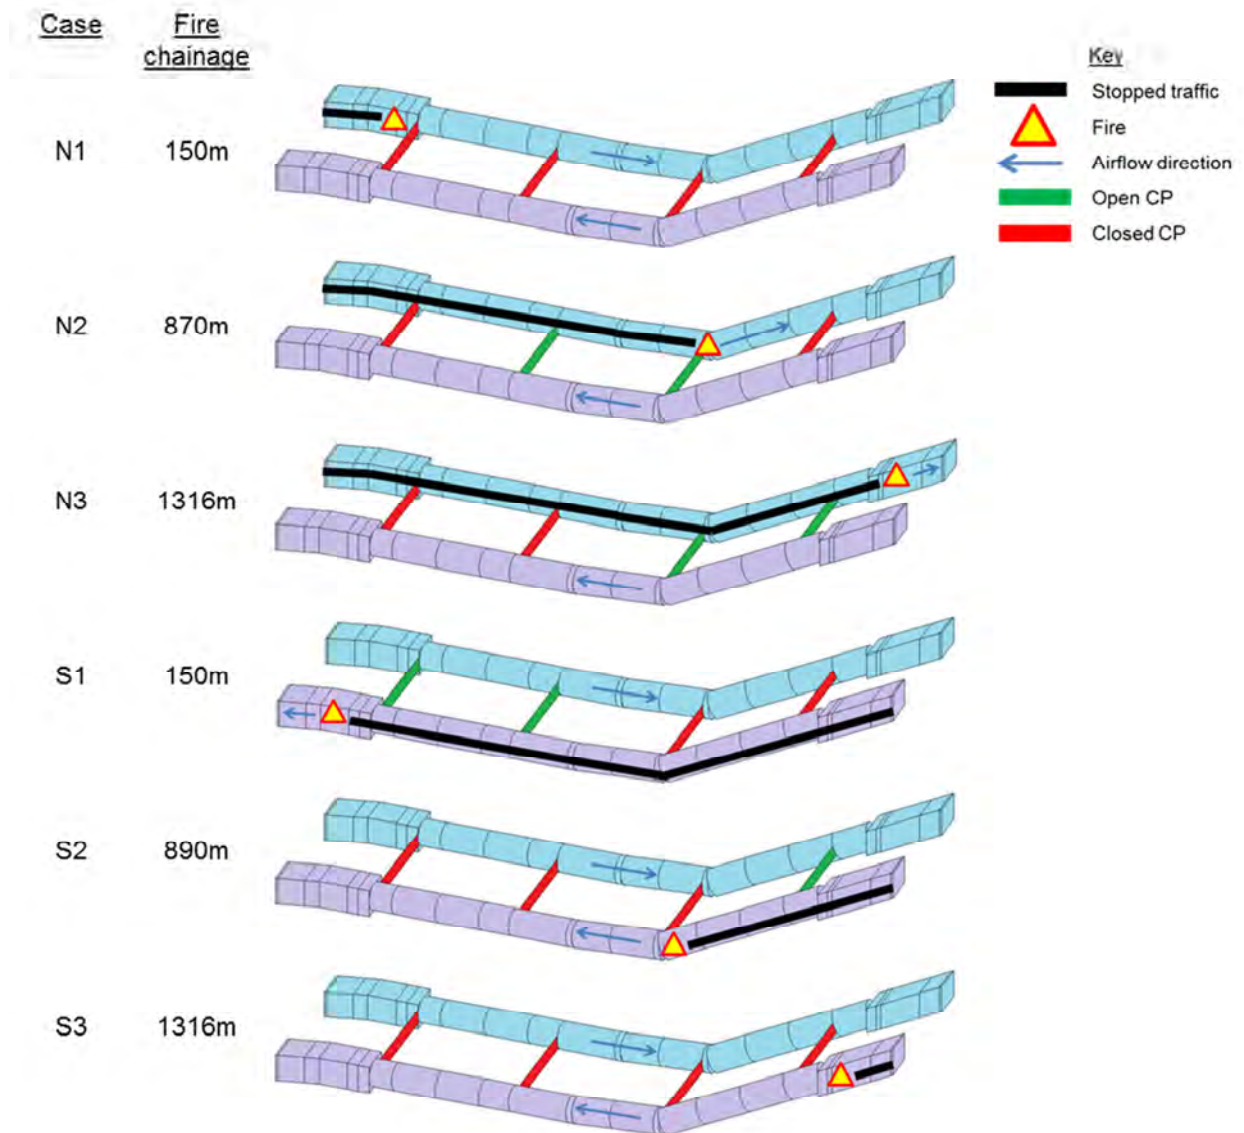 Case
Fire
chainage
Key
Stopped traffic
Fire
Airflow direction
Open CP
Closed CP
N1
150m
N2
870m
N3
1316m
S1
150m
S2
890m
S3
1316m